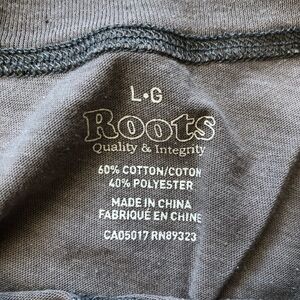 L•G
Roots
Quality & Integrity
60% COTTON/COTON
40% POLYESTER
MADE IN CHINA
FABRIQUÉ EN CHINE
CA05017 RN89323